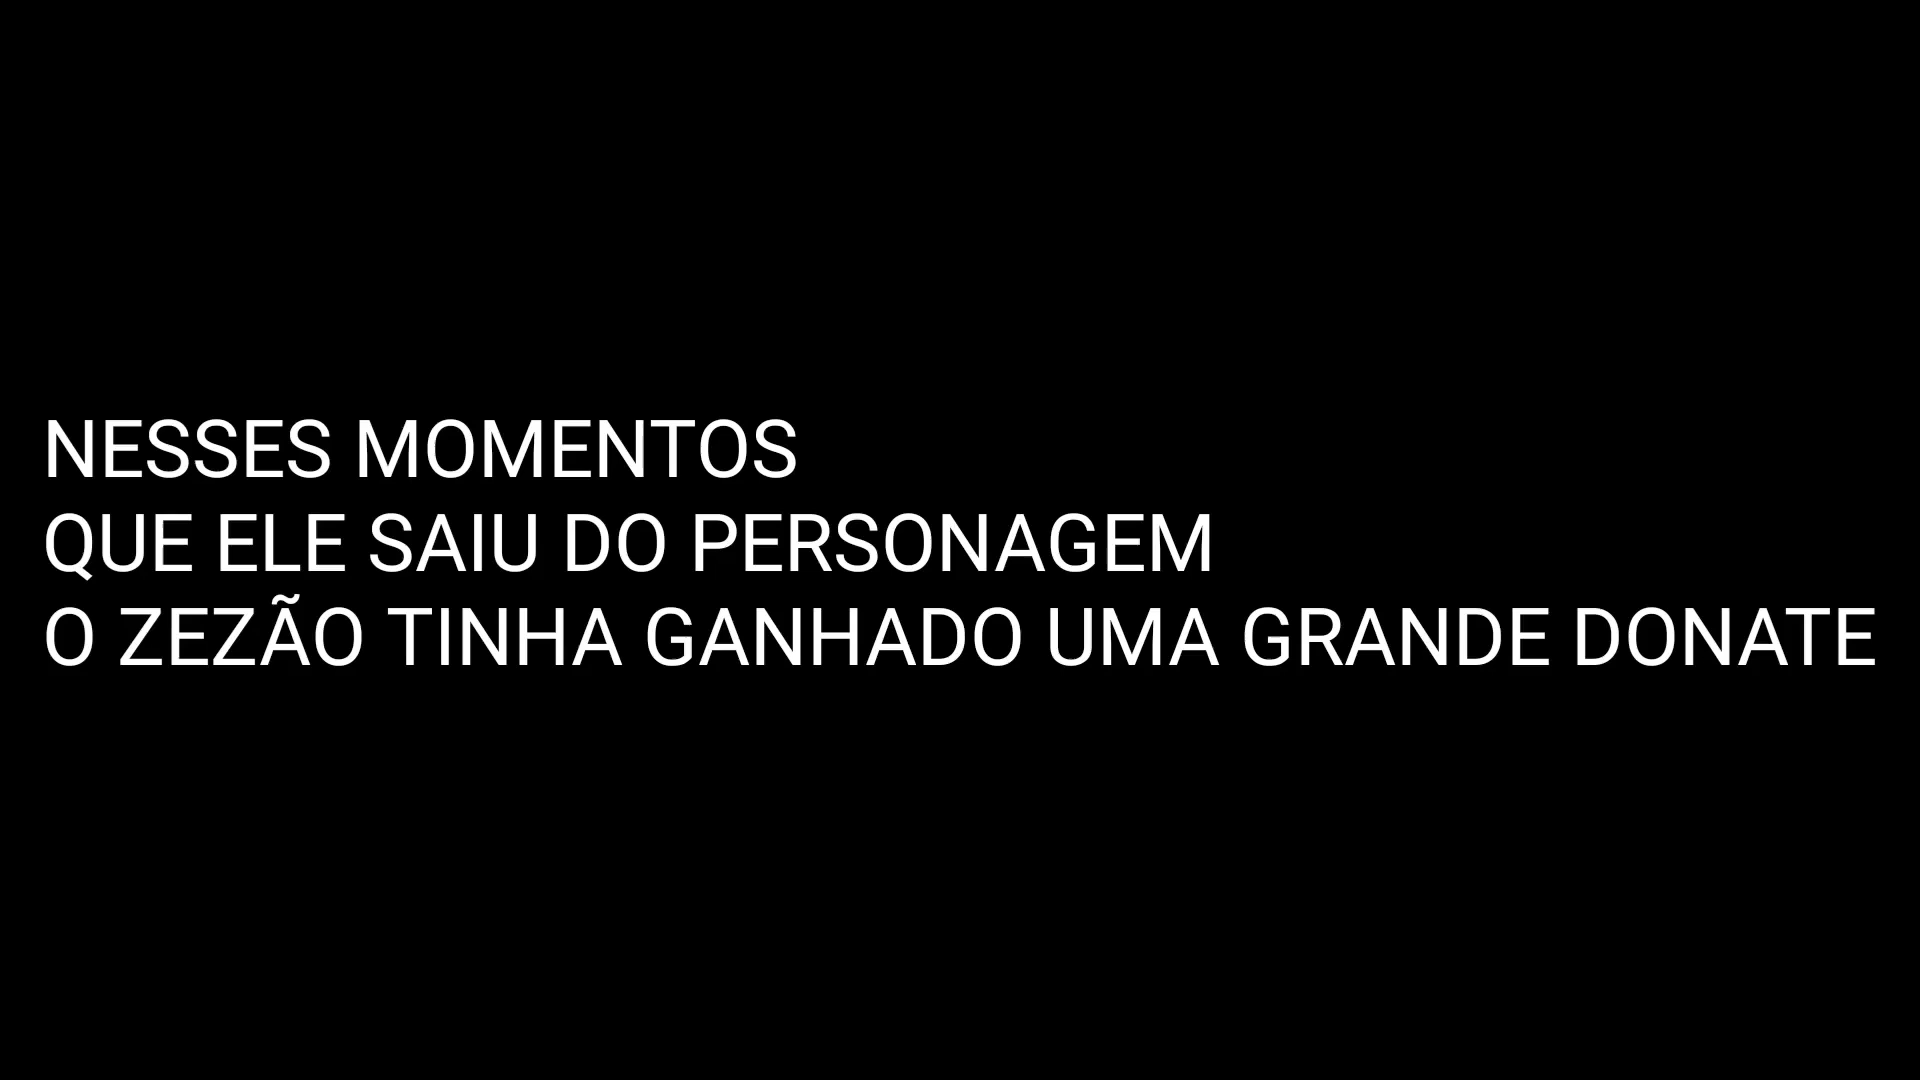 NESSES MOMENTOS
QUE ELE SAIU DO PERSONAGEM
O ZEZÃO TINHA GANHADO UMA GRANDE DONATE